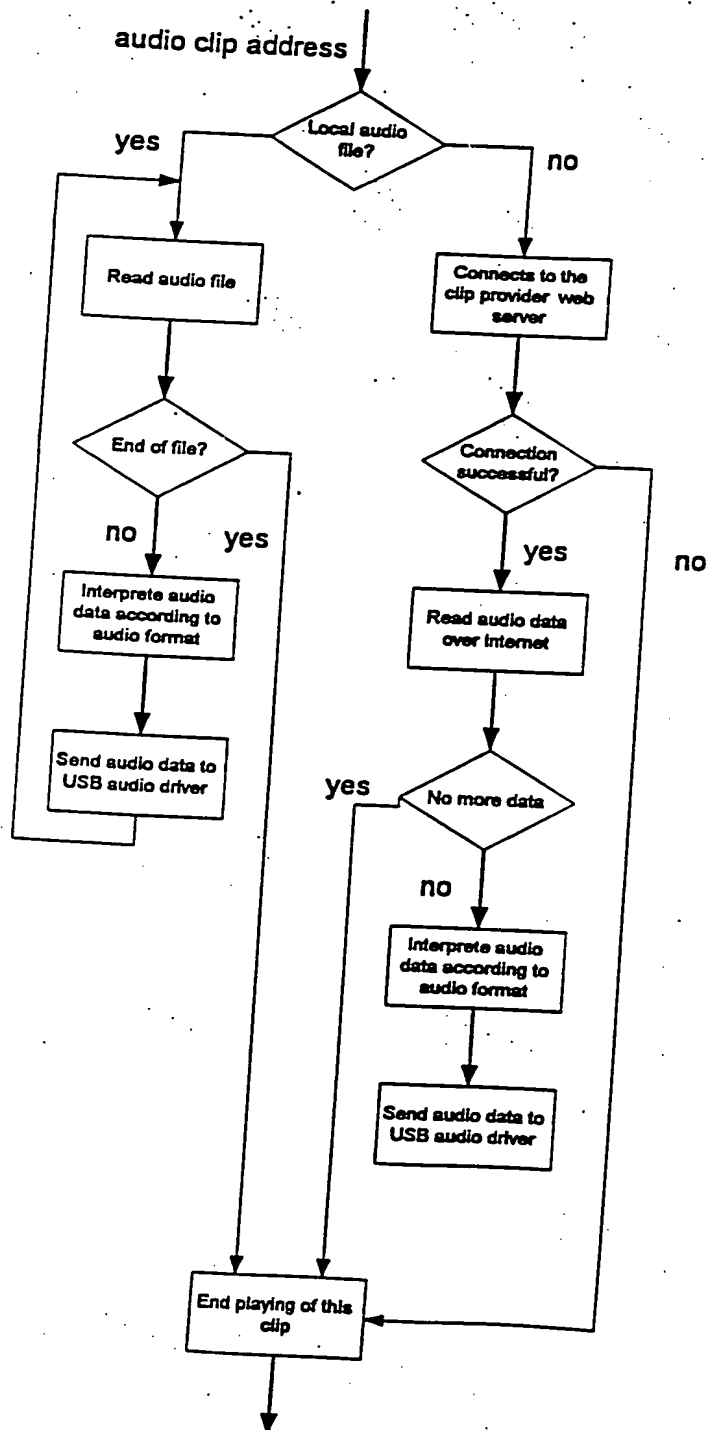 audio clip address
Local audio
file?
yes
no
Read audio file
Connects to the
clip provider web
server
End of file?
Connection
successful?
no
yes
yes
no
Interprete audio
data according to
audio format
Read audio data
over Internet
Send audio data to
USB audio driver
yes
No more data
no
Interprete audio
data according to
audio format
Send audio data to
USB audio driver
End playing of this
clip